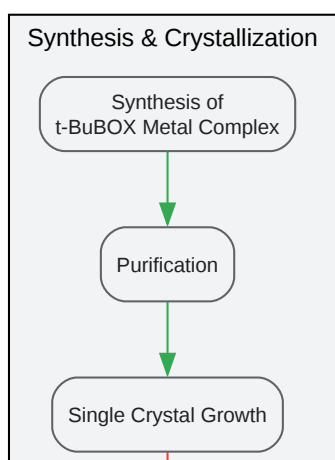 Synthesis & Crystallization
Synthesis of
t-BuBOX Metal Complex
Purification
Single Crystal Growth